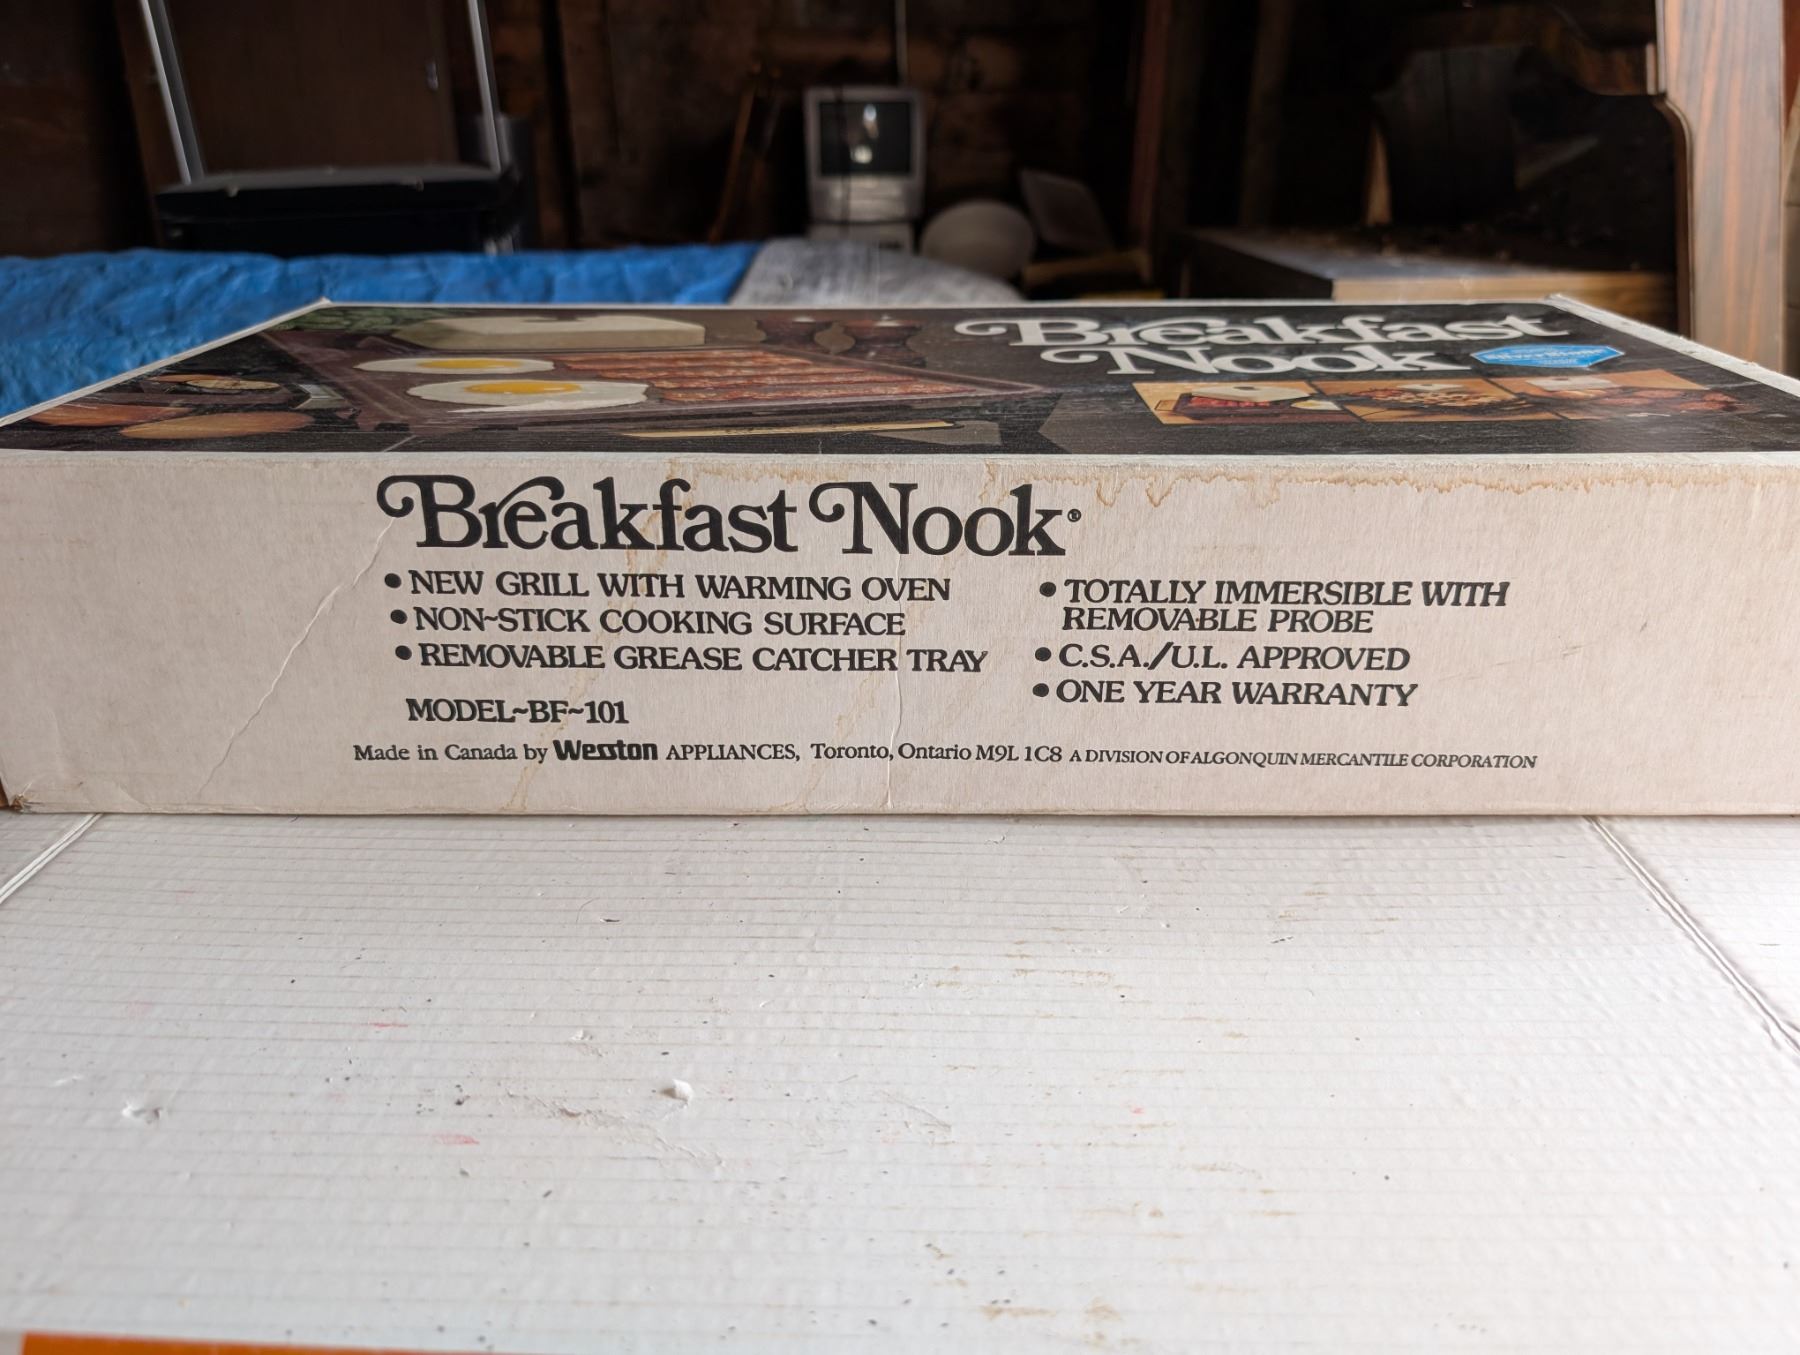 Breakfast
Nook
SilverStone
Breakfast Nook®
• NEW GRILL WITH WARMING OVEN
• NON~STICK COOKING SURFACE
• REMOVABLE GREASE CATCHER TRAY
MODEL~BF~101
• TOTALLY IMMERSIBLE WITH
REMOVABLE PROBE
• C.S.A./U.L. APPROVED
• ONE YEAR WARRANTY
Made in Canada by Weston APPLIANCES, Toronto, Ontario M9L 1C8 A DIVISION OF ALGONQUIN MERCANTILE CORPORATION